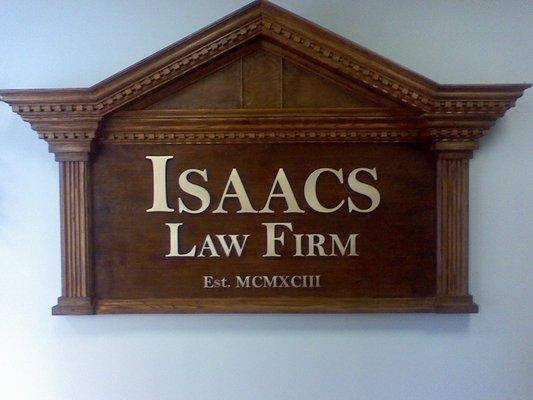 Isaacs
Law Firm
Est. MCMXCIII